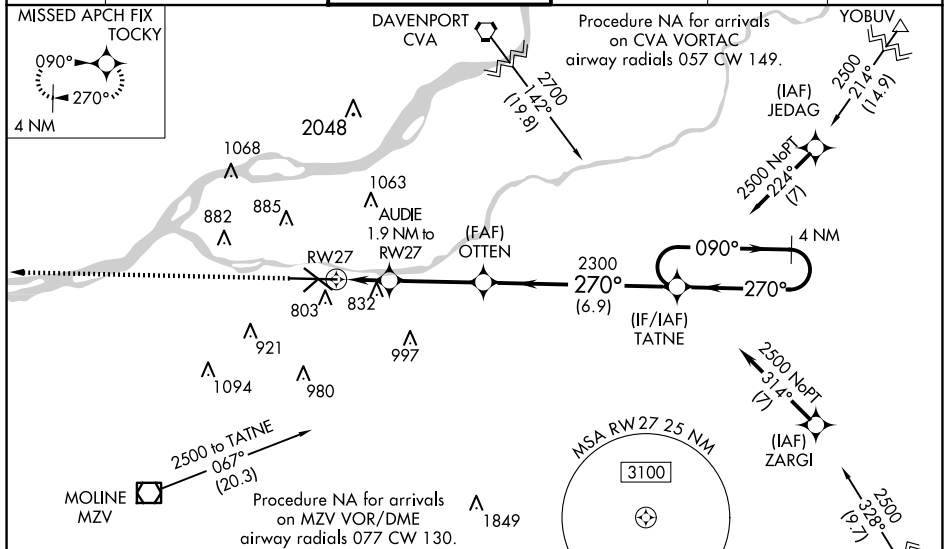 MISSED APCH FIX
TOCKY
090°
270°
4 NM
DAVENPORT
CVA
2700
142°
(19.8)
Procedure NA for arrivals
on CVA VORTAC
airway radials 057 CW 149.
YOBUV
2500
214°
(14.9)
(IAF)
JEDAG
2500 NoPT
224°
(7)
2048
1068
1063
882
885
AUDIE
1.9 NM to
RW27
(FAF)
OTTEN
RW27
803
832
2300
270°
(6.9)
090°
4 NM
270°
(IF/IAF)
TATNE
921
997
1094
980
2500 NoPT
314°
(7)
(IAF)
ZARGI
2500 to TATNE
067°
(20.3)
MOLINE
MZV
Procedure NA for arrivals
on MZV VOR/DME
airway radials 077 CW 130.
1849
MSA RW27 25 NM
3100
2500
328°
(9.7)